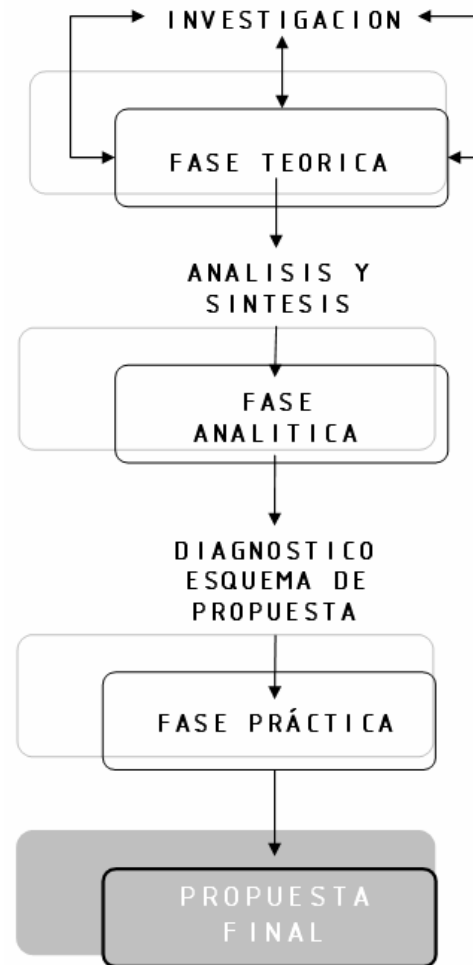 INVESTIGACION
FASE TEORICA
ANALISIS Y
SINTESIS
FASE
ANALITICA
DIAGNOSTICO
ESQUEMA DE
PROPUESTA
FASE PRÁCTICA
PROPUESTA
FINAL